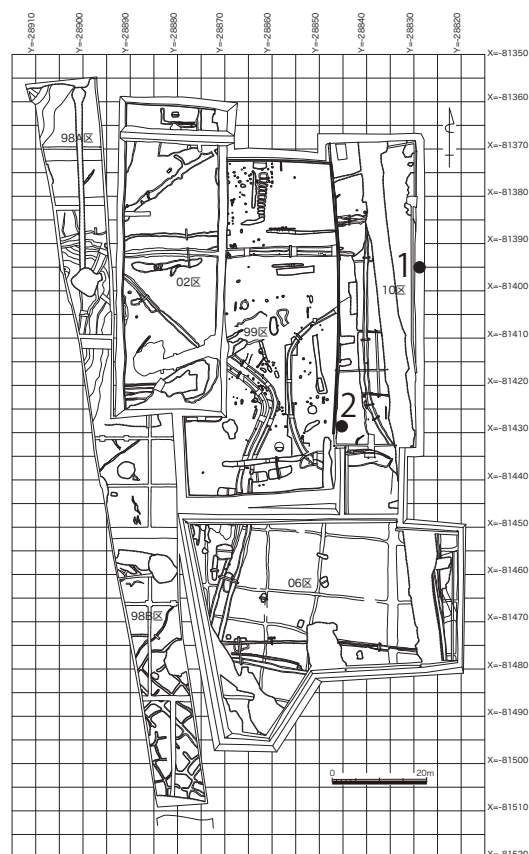 Y=-28910
Y=-28900
Y=-28890
Y=-28880
Y=-28870
Y=-28860
Y=-28850
Y=-28840
Y=-28830
Y=-28820
X=-81350
X=-81360
X=-81370
X=-81380
X=-81390
X=-81400
X=-81410
X=-81420
X=-81430
X=-81440
X=-81450
X=-81460
X=-81470
X=-81480
X=-81490
X=-81500
X=-81510
X=-81520
98A区
02区
99区
10区
1
2
06区
98B区
0 20m